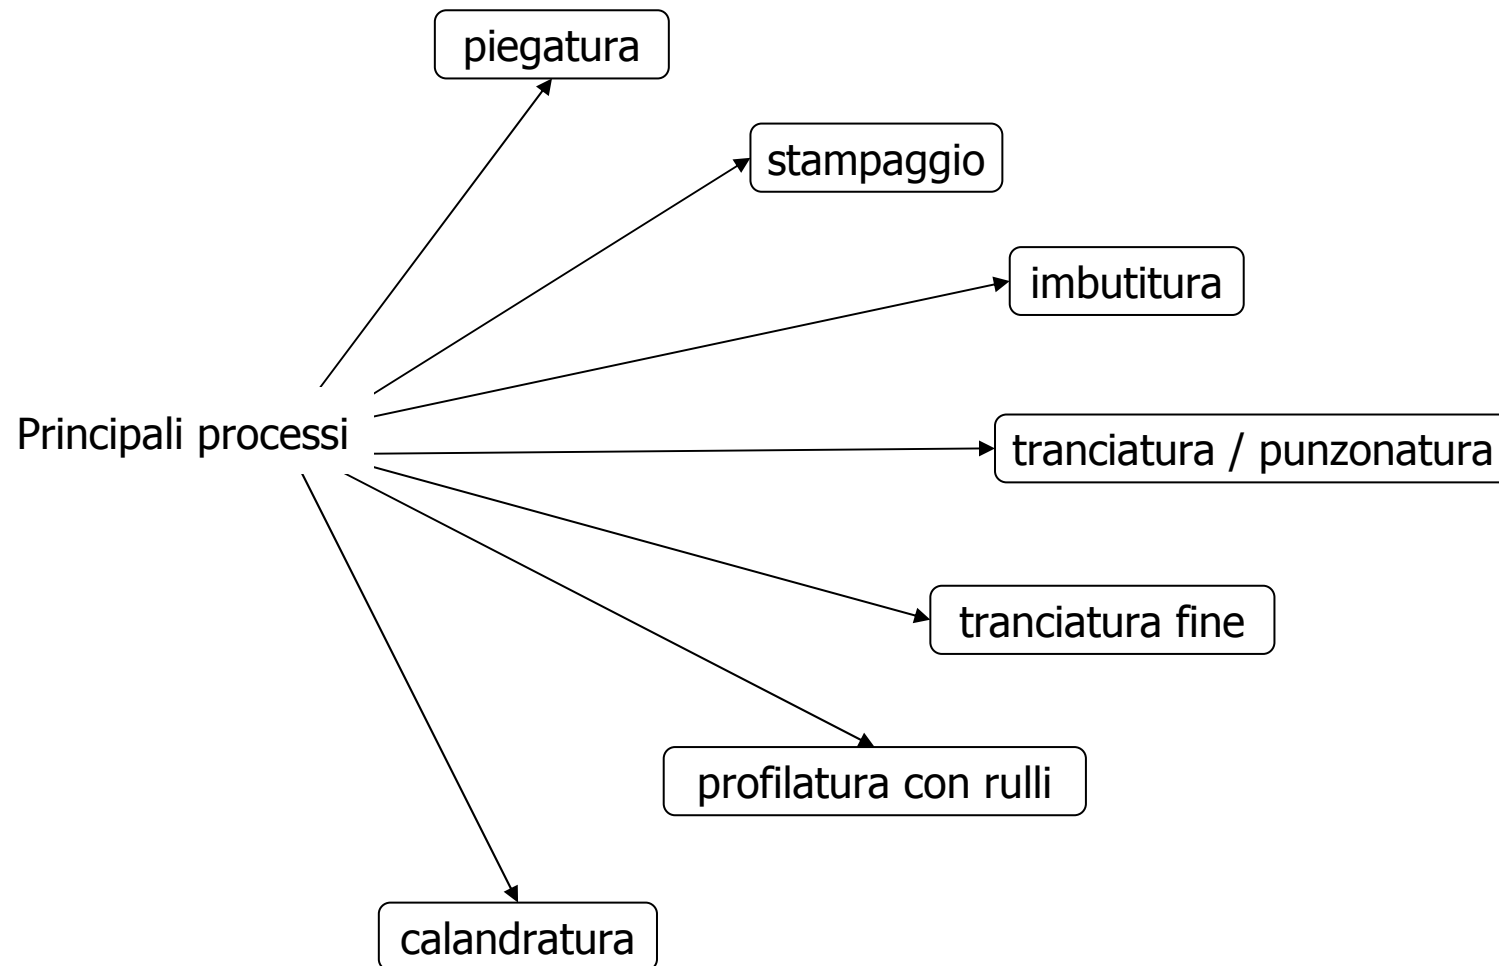 piegatura
stampaggio
imbutitura
Principali processi
tranciatura / punzonatura
tranciatura fine
profilatura con rulli
calandratura